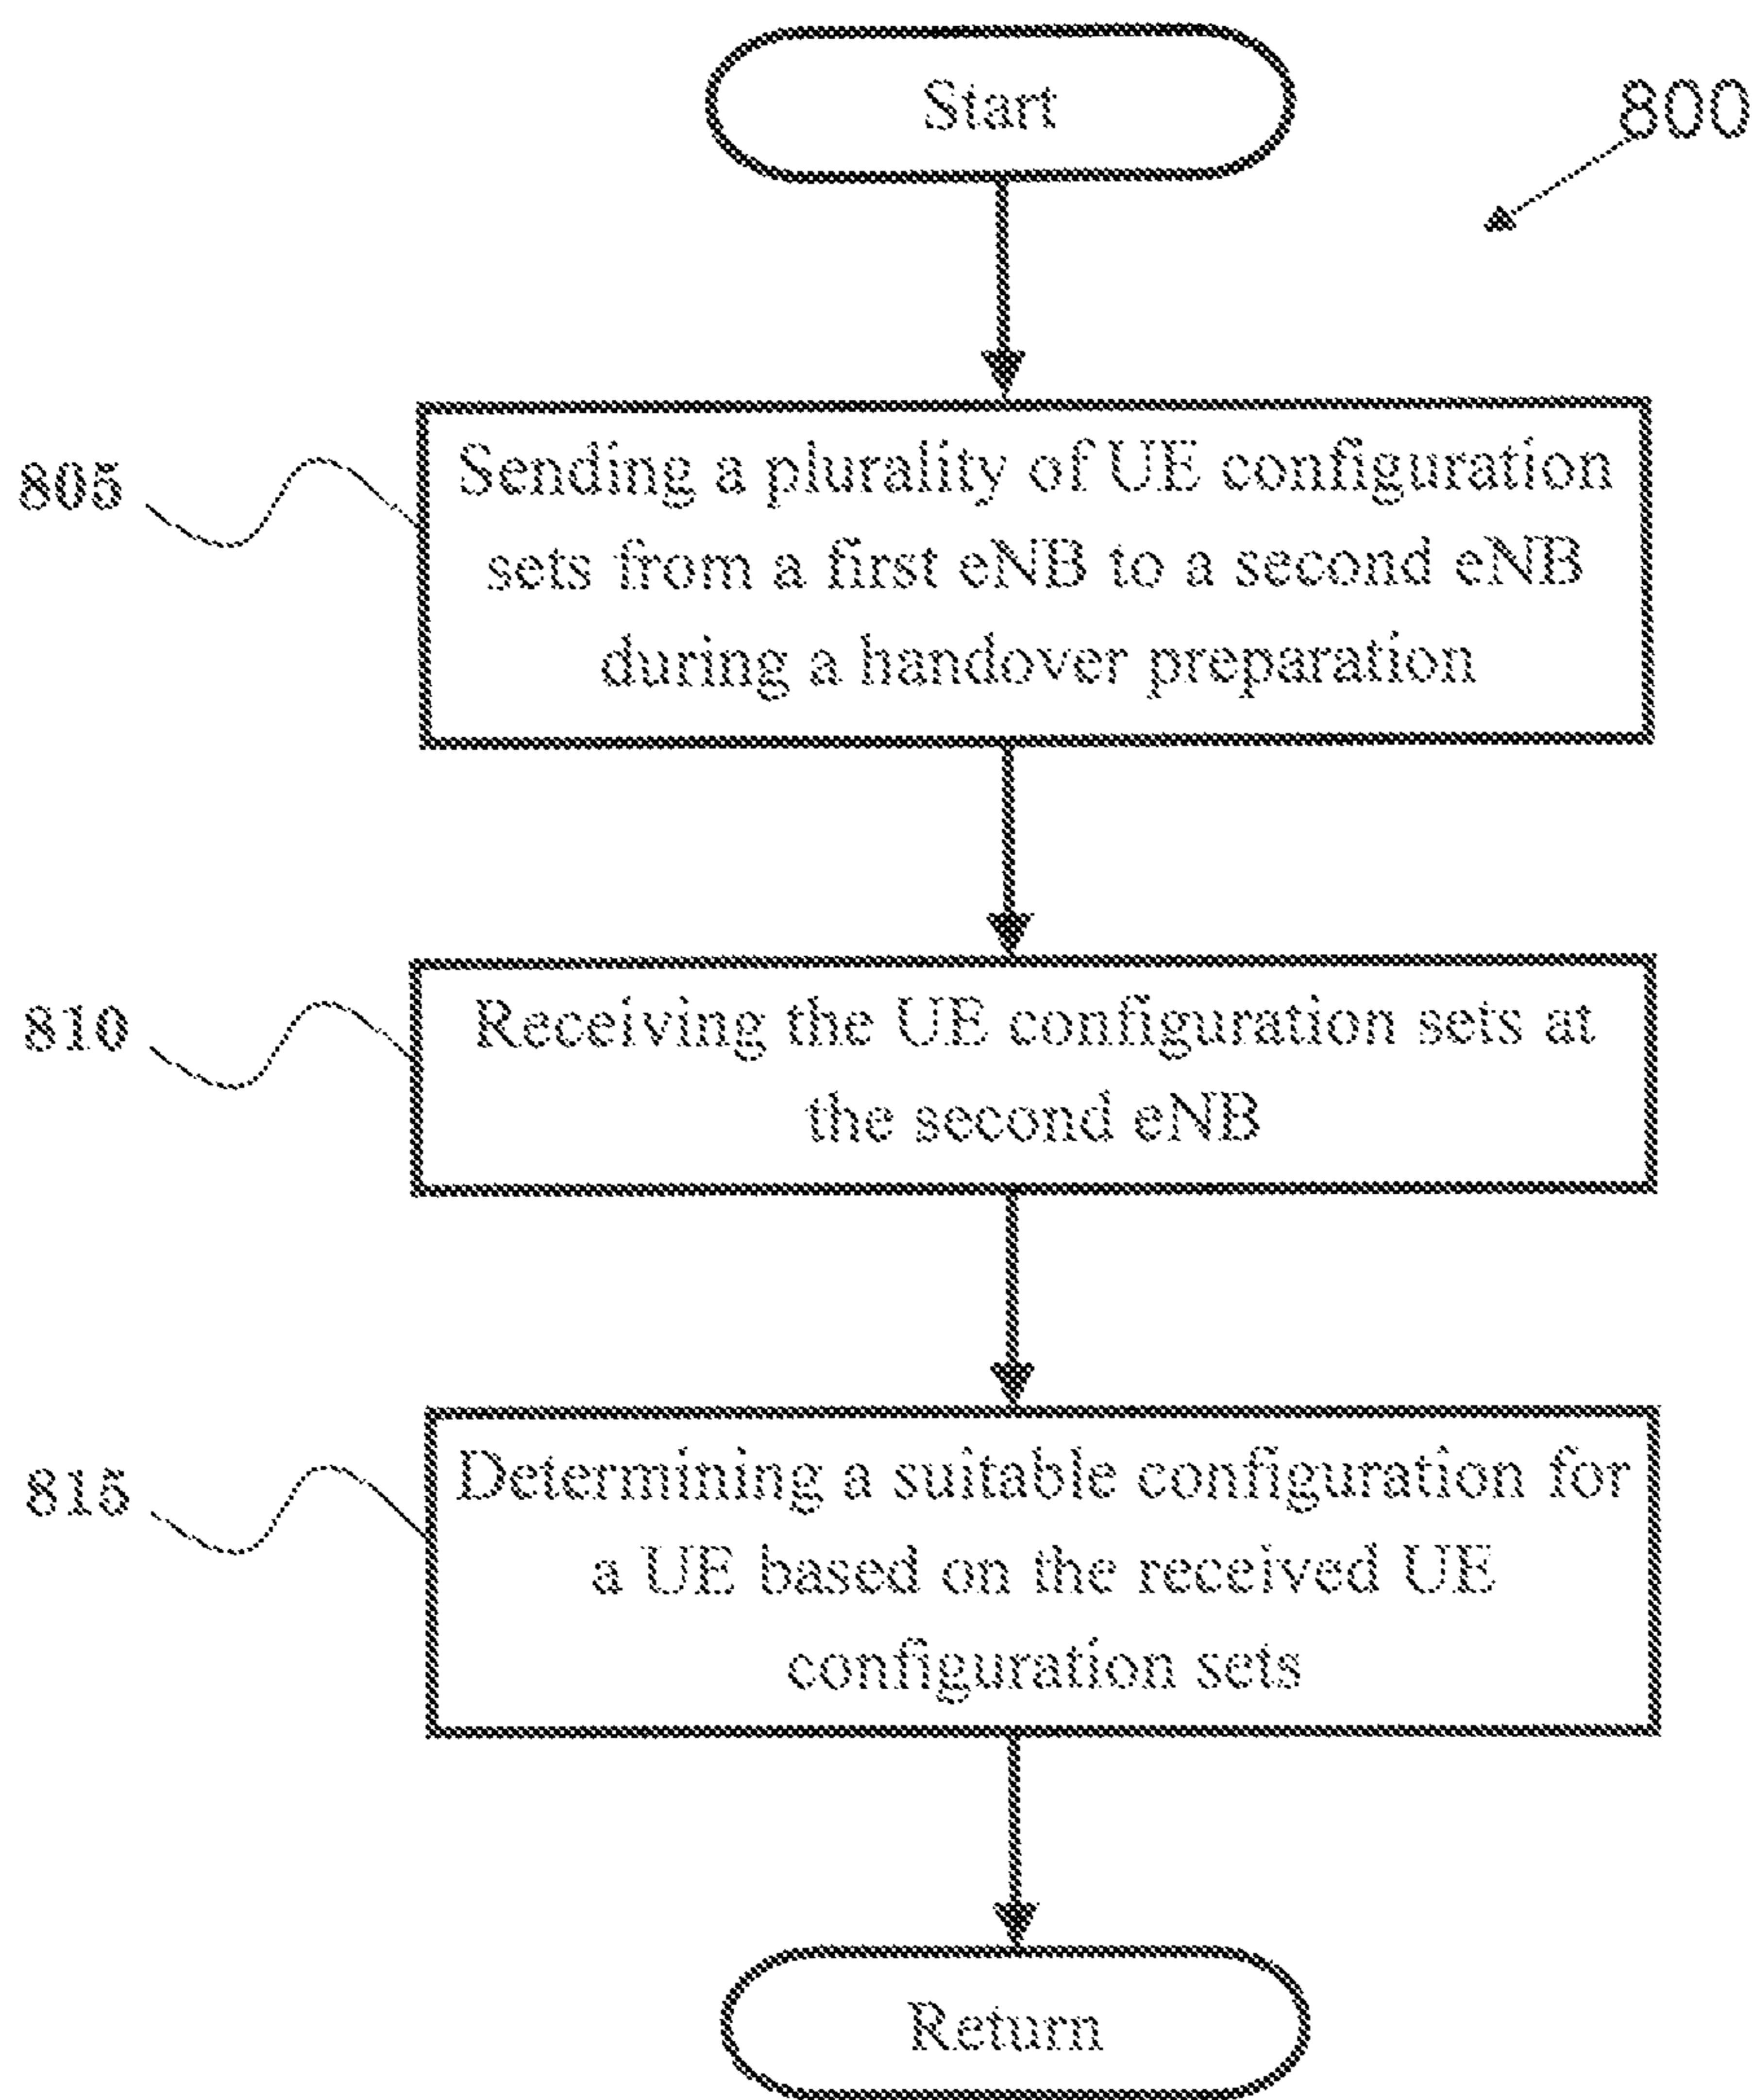 Start
800
805
Sending a plurality of UE configuration
sets from a first eNB to a second eNB
during a handover preparation
810
Receiving the UE configuration sets at
the second eNB
815
Determining a suitable configuration for
a UE based on the received UE
configuration sets
Return